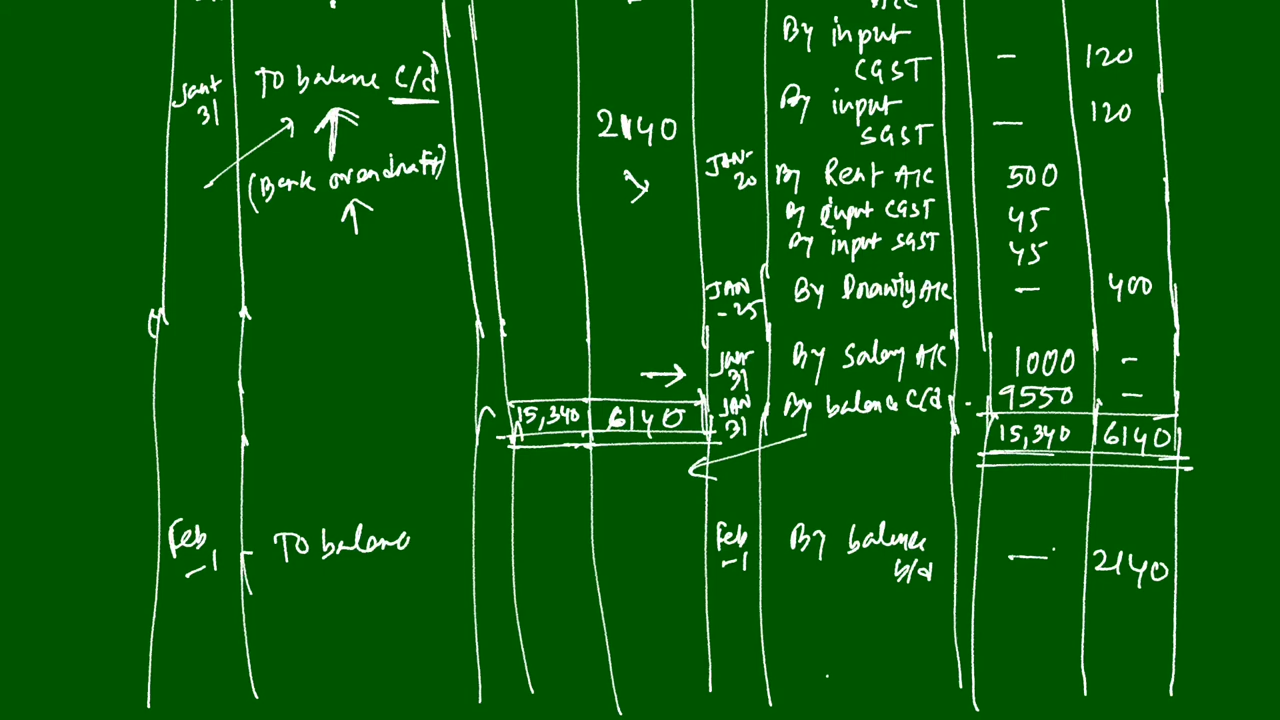 A/C
By input
CGST
—
120
Jan
31
To balance C/d
2140
By input
SGST
—
120
(Bank overdraft)
JAN-
20
By Rent A/C
500
By input CGST
45
By input SGST
45
JAN
-25
By Drawing A/C
—
400
Jan
31
By Salary A/C
1000
—
15,340
6140
JAN
31
By balance C/d
9550
—
15,340
6140
Feb
-1
To balance
Feb
-1
By balance
b/d
—
2140